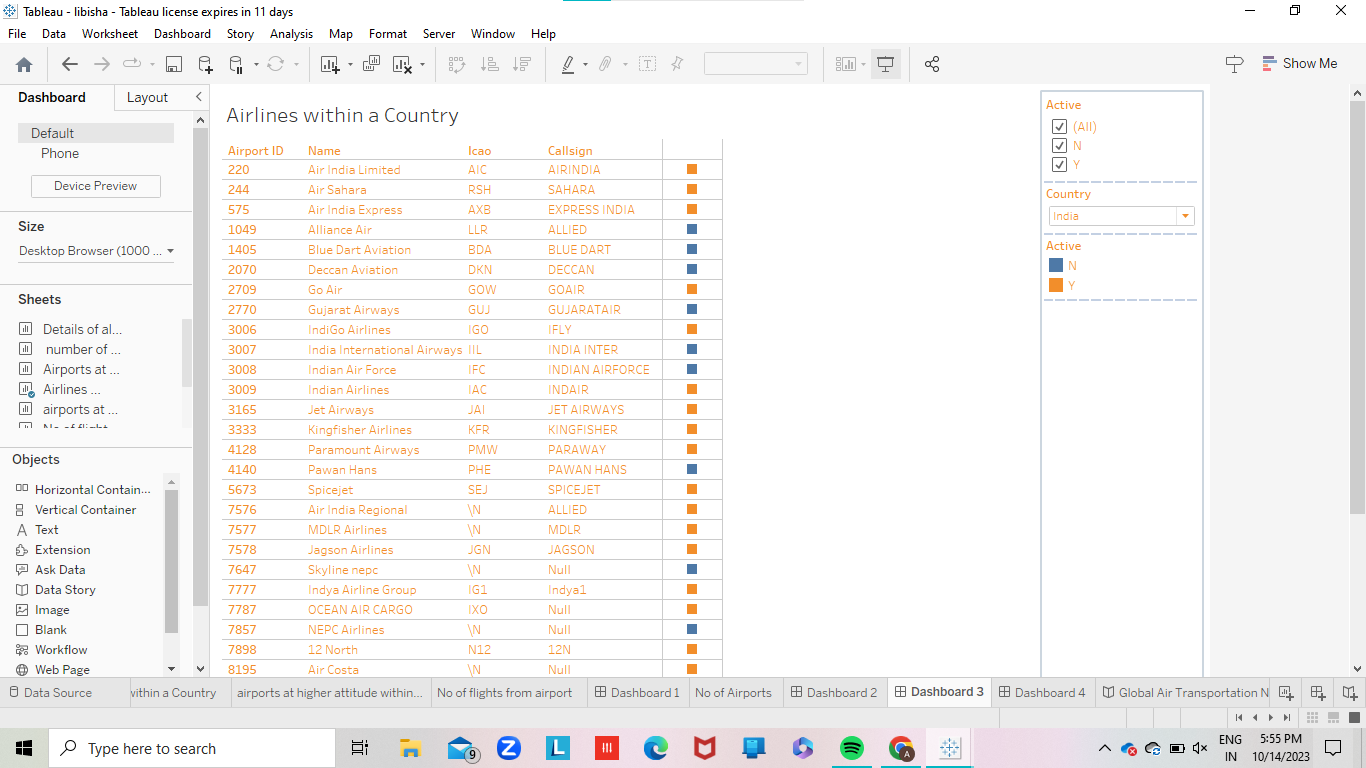 Tableau - libisha - Tableau license expires in 11 days
File Data Worksheet Dashboard Story Analysis Map Format Server Window Help
Show Me
Dashboard Layout
Default
Phone
Device Preview
Size
Desktop Browser (1000 ...
Sheets
Details of al...
number of ...
Airports at ...
Airlines ...
airports at ...
Objects
Horizontal Contain...
Vertical Container
Text
Extension
Ask Data
Data Story
Image
Blank
Workflow
Web Page
Airlines within a Country
Airport ID Name Icao Callsign
220 Air India Limited AIC AIRINDIA
244 Air Sahara RSH SAHARA
575 Air India Express AXB EXPRESS INDIA
1049 Alliance Air LLR ALLIED
1405 Blue Dart Aviation BDA BLUE DART
2070 Deccan Aviation DKN DECCAN
2709 Go Air GOW GOAIR
2770 Gujarat Airways GUJ GUJARATAIR
3006 IndiGo Airlines IGO IFLY
3007 India International Airways IIL INDIA INTER
3008 Indian Air Force IFC INDIAN AIRFORCE
3009 Indian Airlines IAC INDAIR
3165 Jet Airways JAI JET AIRWAYS
3333 Kingfisher Airlines KFR KINGFISHER
4128 Paramount Airways PMW PARAWAY
4140 Pawan Hans PHE PAWAN HANS
5673 Spicejet SEJ SPICEJET
7576 Air India Regional \N ALLIED
7577 MDLR Airlines \N MDLR
7578 Jagson Airlines JGN JAGSON
7647 Skyline nepc \N Null
7777 Indya Airline Group IG1 Indya1
7787 OCEAN AIR CARGO IXO Null
7857 NEPC Airlines \N Null
7898 12 North N12 12N
8195 Air Costa \N Null
Active
(All)
N
Y
Country
India
Active
N
Y
Data Source within a Country airports at higher attitude within... No of flights from airport Dashboard 1 No of Airports Dashboard 2 Dashboard 3 Dashboard 4 Global Air Transportation N
Type here to search
9
L
A
ENG
IN
5:55 PM
10/14/2023